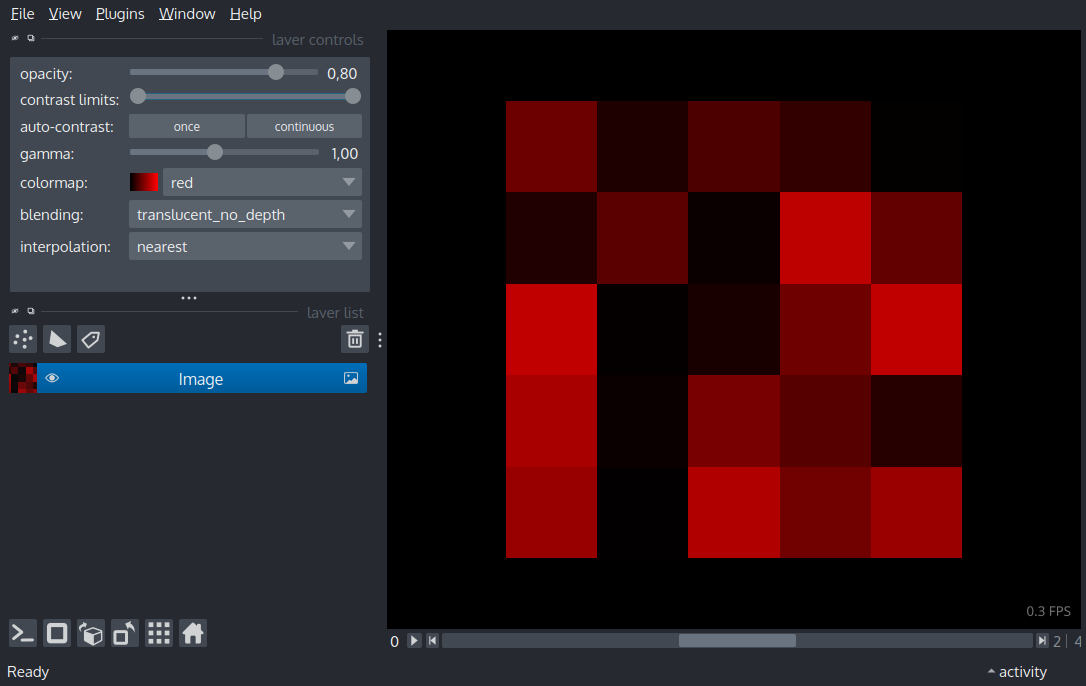 File View Plugins Window Help
layer controls
opacity: 0,80
contrast limits:
auto-contrast: once continuous
gamma: 1,00
colormap: red
blending: translucent_no_depth
interpolation: nearest
layer list
Image
0.3 FPS
0 2 | 4
Ready activity